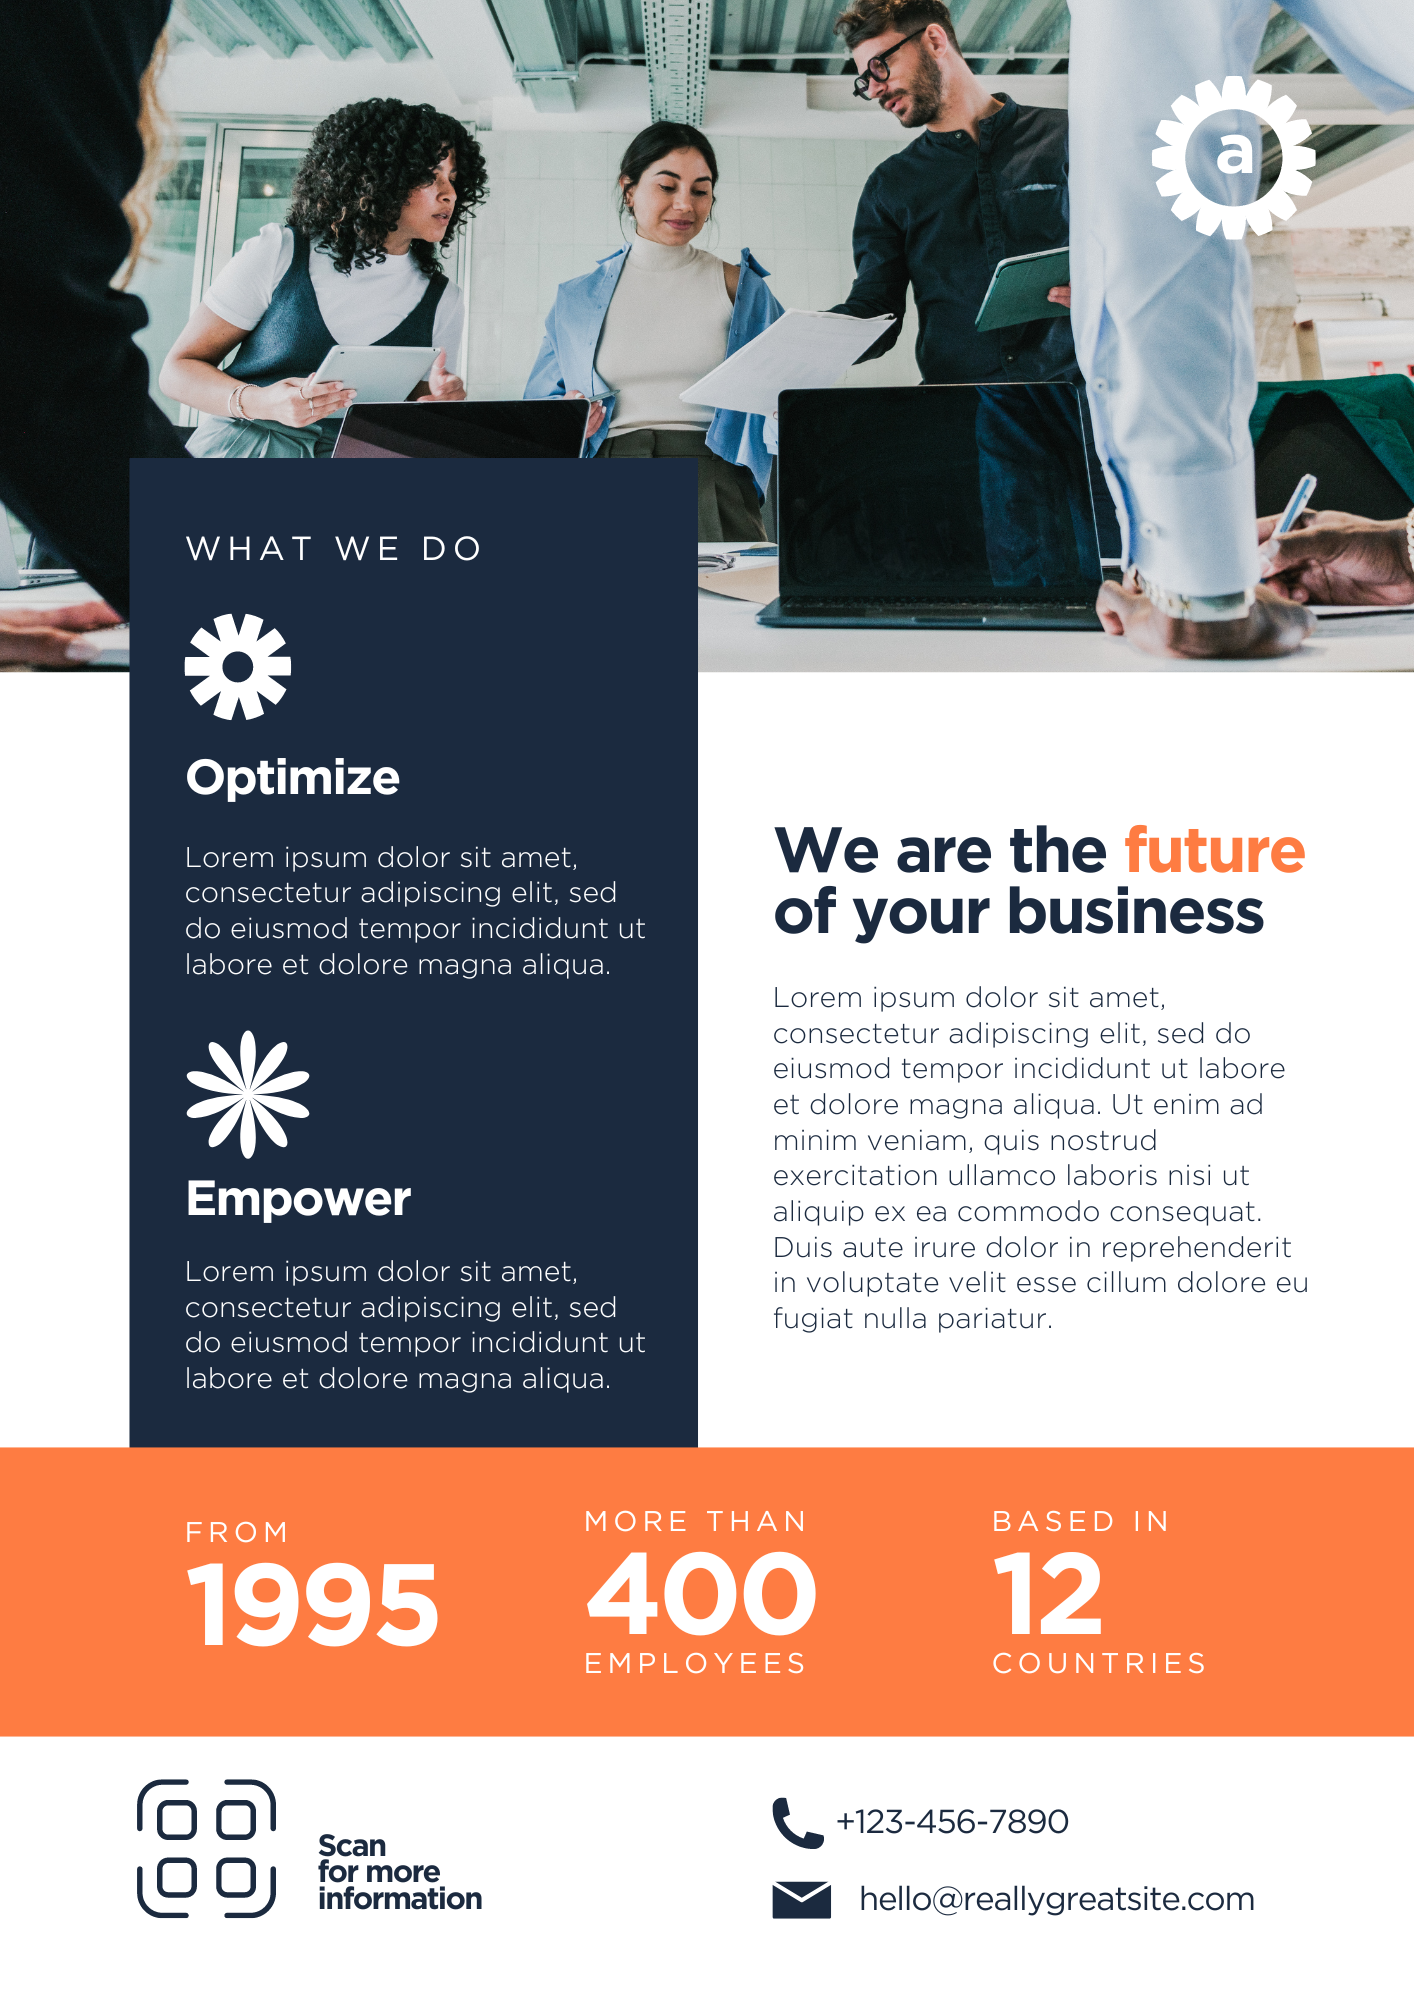 a
WHAT WE DO
Optimize
Lorem ipsum dolor sit amet,
consectetur adipiscing elit, sed
do eiusmod tempor incididunt ut
labore et dolore magna aliqua.
Empower
Lorem ipsum dolor sit amet,
consectetur adipiscing elit, sed
do eiusmod tempor incididunt ut
labore et dolore magna aliqua.
We are the future
of your business
Lorem ipsum dolor sit amet,
consectetur adipiscing elit, sed do
eiusmod tempor incididunt ut labore
et dolore magna aliqua. Ut enim ad
minim veniam, quis nostrud
exercitation ullamco laboris nisi ut
aliquip ex ea commodo consequat.
Duis aute irure dolor in reprehenderit
in voluptate velit esse cillum dolore eu
fugiat nulla pariatur.
FROM
1995
MORE THAN
400
EMPLOYEES
BASED IN
12
COUNTRIES
Scan
for more
information
+123-456-7890
hello@reallygreatsite.com